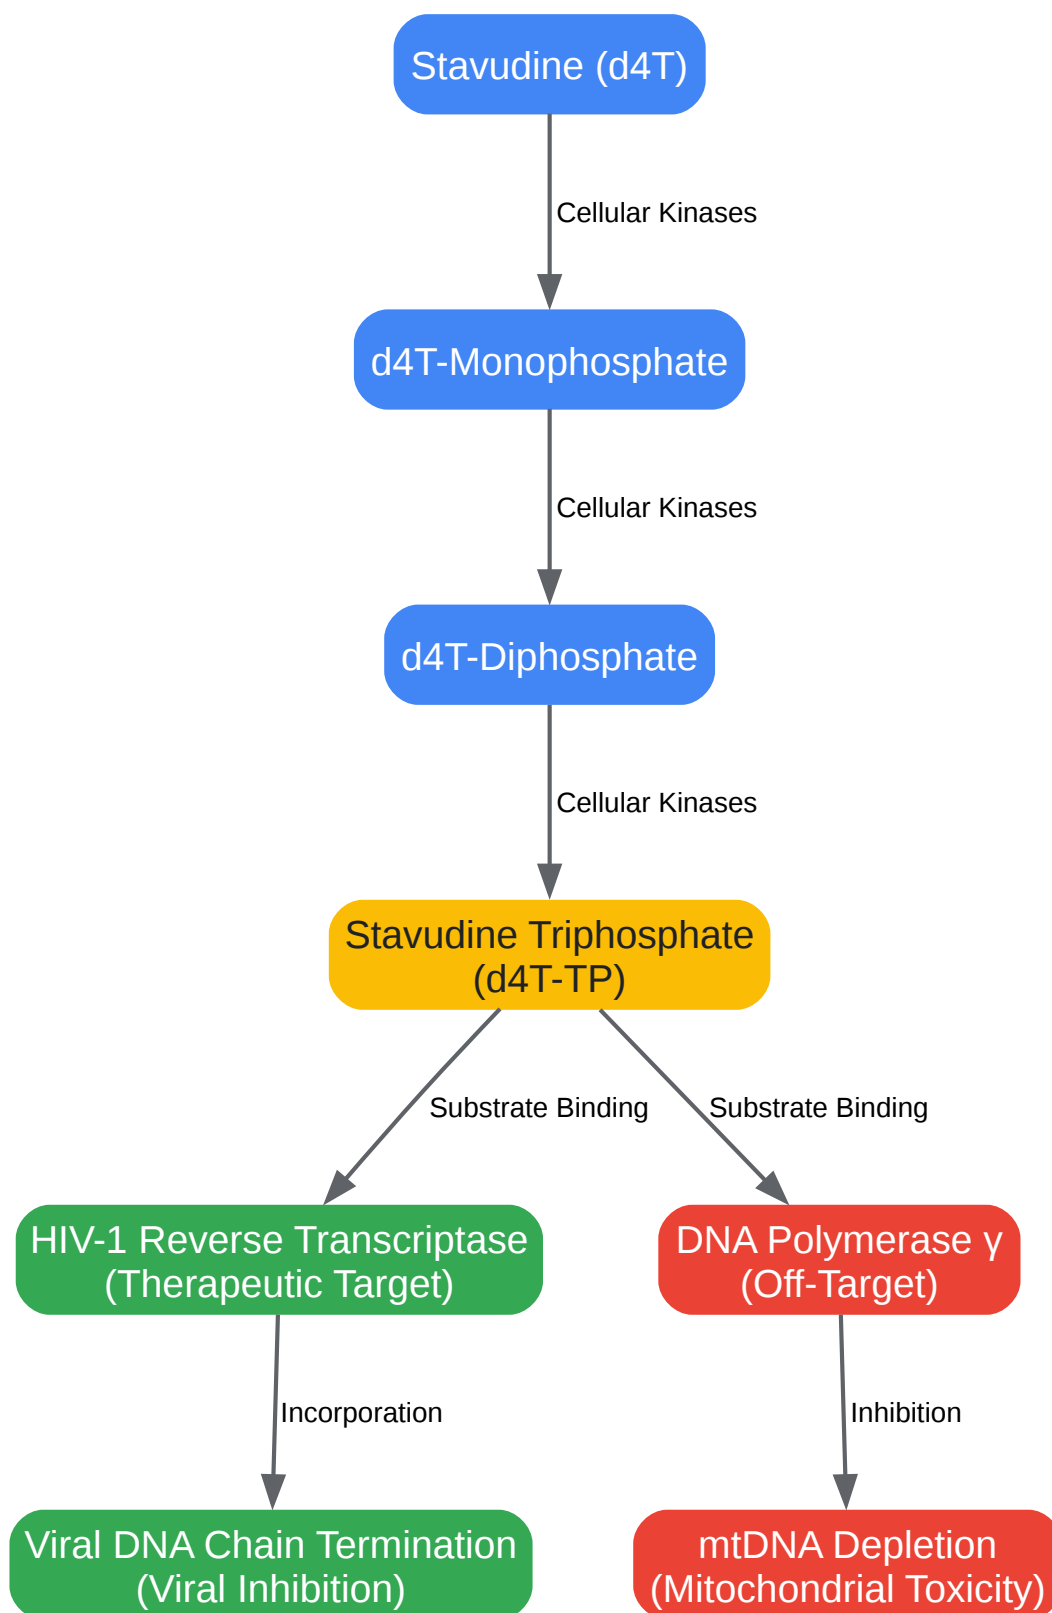 Stavudine (d4T)
Cellular Kinases
d4T-Monophosphate
Cellular Kinases
d4T-Diphosphate
Cellular Kinases
Stavudine Triphosphate
(d4T-TP)
Substrate Binding
Substrate Binding
HIV-1 Reverse Transcriptase
(Therapeutic Target)
DNA Polymerase γ
(Off-Target)
Incorporation
Inhibition
Viral DNA Chain Termination
(Viral Inhibition)
mtDNA Depletion
(Mitochondrial Toxicity)